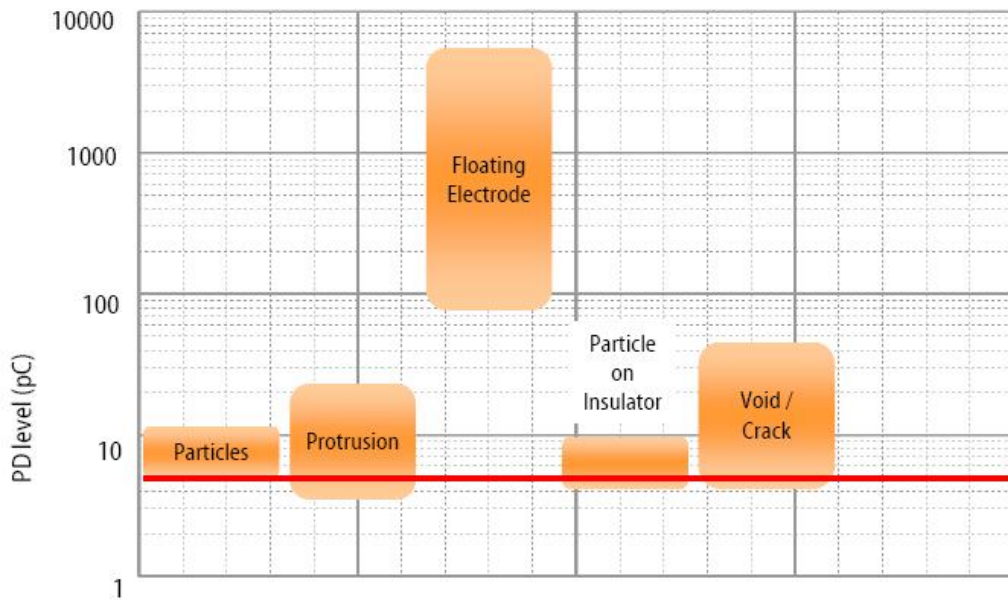 10000
1000
100
10
1
PD level (pC)
Particles
Protrusion
Floating
Electrode
Particle
on
Insulator
Void /
Crack